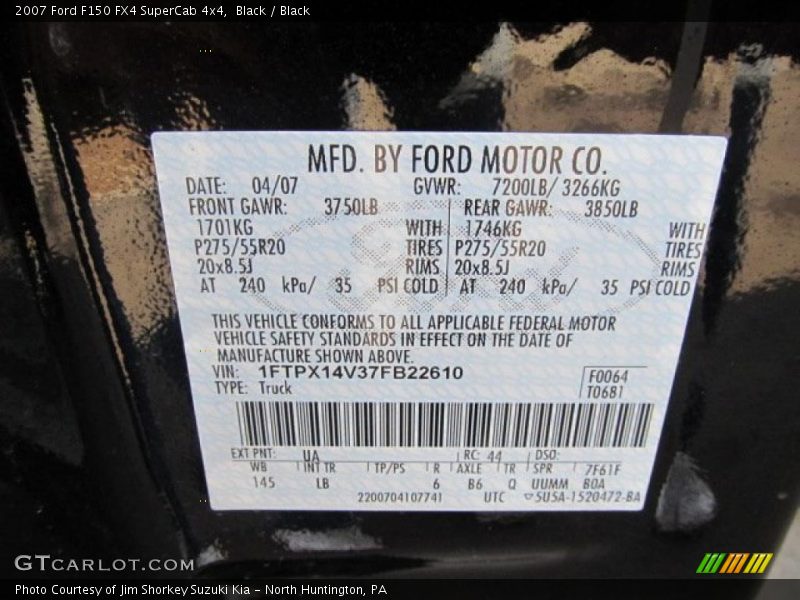 2007 Ford F150 FX4 SuperCab 4x4, Black / Black
MFD. BY FORD MOTOR CO.
DATE: 04/07 GVWR: 7200LB/ 3266KG
FRONT GAWR: 3750LB REAR GAWR: 3850LB
1701KG WITH 1746KG WITH
P275/55R20 TIRES P275/55R20 TIRES
20x8.5J RIMS 20x8.5J RIMS
AT 240 kPa/ 35 PSI COLD AT 240 kPa/ 35 PSI COLD
THIS VEHICLE CONFORMS TO ALL APPLICABLE FEDERAL MOTOR
VEHICLE SAFETY STANDARDS IN EFFECT ON THE DATE OF
MANUFACTURE SHOWN ABOVE.
VIN: 1FTPX14V37FB22610
F0064
TYPE: Truck T0681
EXT PNT: UA RC: 44 DSO:
WB INT TR TP/PS R AXLE TR SPR 7F61F
145 LB 6 B6 Q UUMM BOA
2200704107741 UTC 5U5A-1520472-BA
GTCARLOT.COM
Photo Courtesy of Jim Shorkey Suzuki Kia - North Huntington, PA